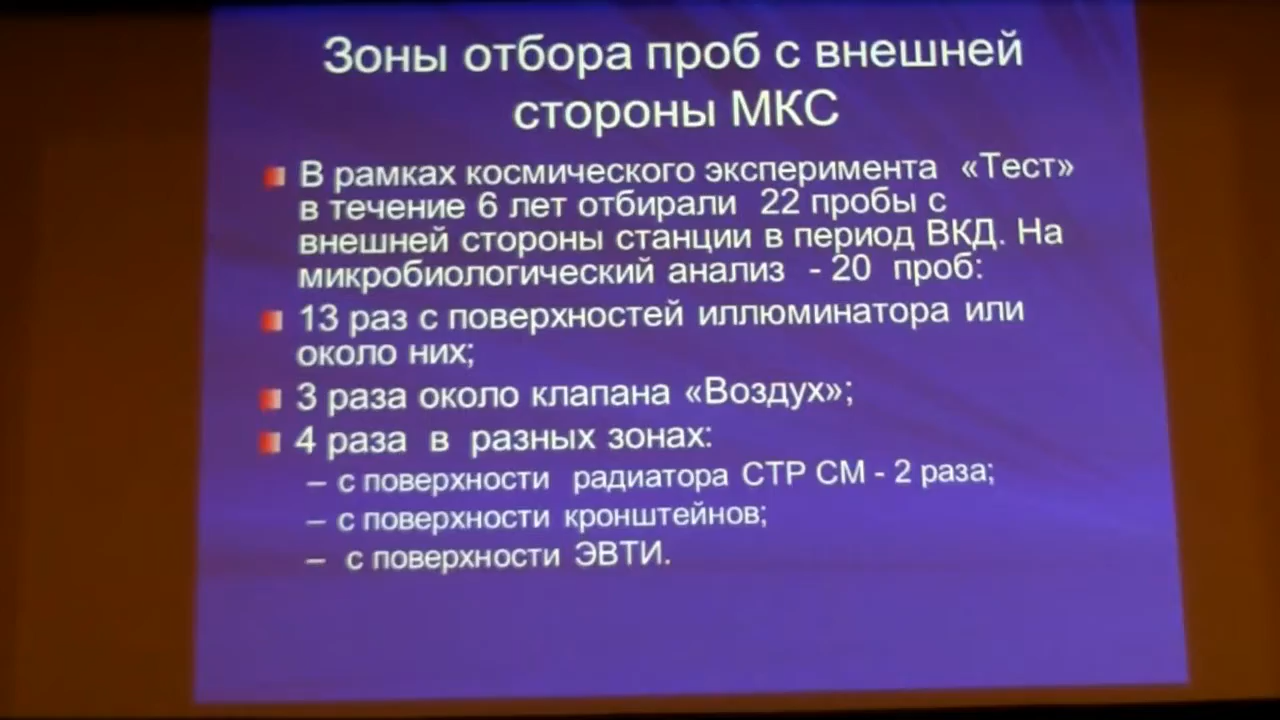 Зоны отбора проб с внешней
стороны МКС
В рамках космического эксперимента «Тест»
в течение 6 лет отбирали 22 пробы с
внешней стороны станции в период ВКД. На
микробиологический анализ - 20 проб:
13 раз с поверхностей иллюминатора или
около них;
3 раза около клапана «Воздух»;
4 раза в разных зонах:
– с поверхности радиатора СТР СМ - 2 раза;
– с поверхности кронштейнов;
– с поверхности ЭВТИ.